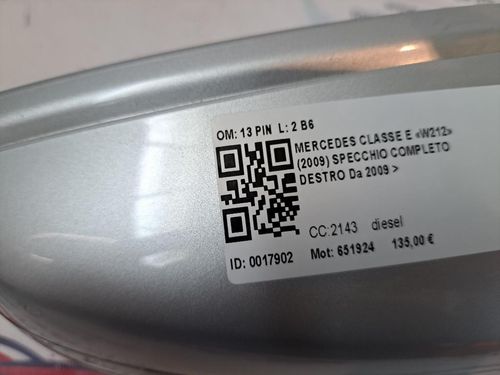 OM: 13 PIN L: 2 B6
MERCEDES CLASSE E «W212»
(2009) SPECCHIO COMPLETO
DESTRO Da 2009 >
CC:2143 diesel
ID: 0017902 Mot: 651924 135,00 €